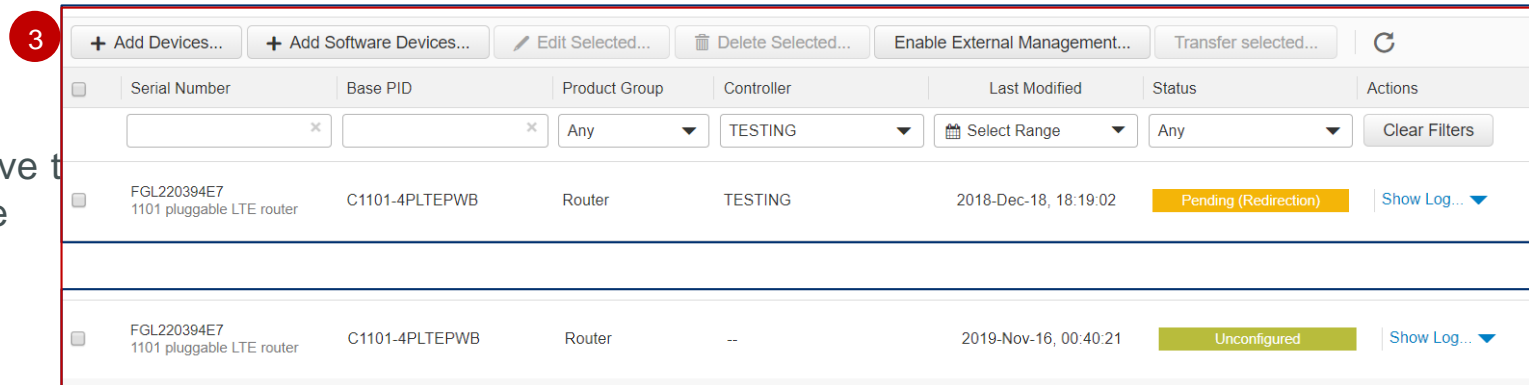 3
+ Add Devices... + Add Software Devices... Edit Selected... Delete Selected... Enable External Management... Transfer selected...
Serial Number Base PID Product Group Controller Last Modified Status Actions
× × Any TESTING Select Range Any Clear Filters
ve t
FGL220394E7
1101 pluggable LTE router
C1101-4PLTEPWB Router TESTING 2018-Dec-18, 18:19:02 Pending (Redirection) Show Log...
e
FGL220394E7
1101 pluggable LTE router
C1101-4PLTEPWB Router -- 2019-Nov-16, 00:40:21 Unconfigured Show Log...